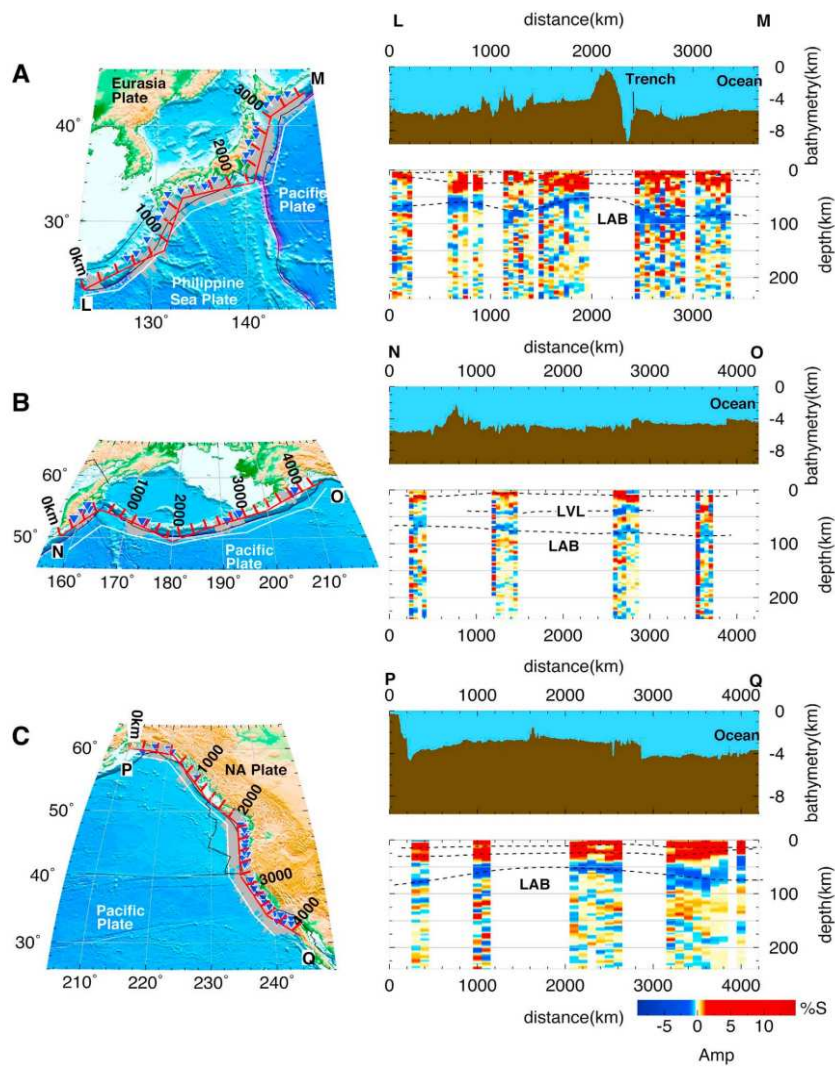 A
Eurasia
Plate
M
3000
2000
1000
0km
L
Pacific
Plate
Philippine
Sea Plate
40˚
30˚
130˚
140˚
L
distance(km)
M
0
1000
2000
3000
Trench
Ocean
0
-4
-8
bathymetry(km)
0
100
200
depth(km)
LAB
0
1000
2000
3000
distance(km)
B
60˚
50˚
0km
1000
2000
3000
4000
N
O
Pacific
Plate
160˚
170˚
180˚
190˚
200˚
210˚
N
O
0
1000
2000
3000
4000
Ocean
0
-4
-8
bathymetry(km)
LVL
LAB
0
100
200
depth(km)
0
1000
2000
3000
4000
distance(km)
C
0km
P
NA Plate
1000
2000
3000
4000
Q
Pacific
Plate
60˚
50˚
40˚
30˚
205˚
210˚
220˚
230˚
240˚
P
Q
0
1000
2000
3000
4000
Ocean
0
-4
-8
bathymetry(km)
LAB
0
100
200
depth(km)
0
1000
2000
3000
4000
distance(km)
-5
0
5
10
%S
Amp